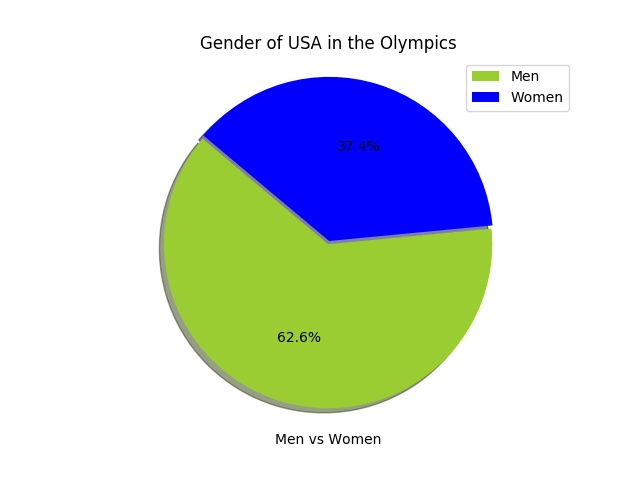 Gender of USA in the Olympics
Men
Women
37.4%
62.6%
Men vs Women